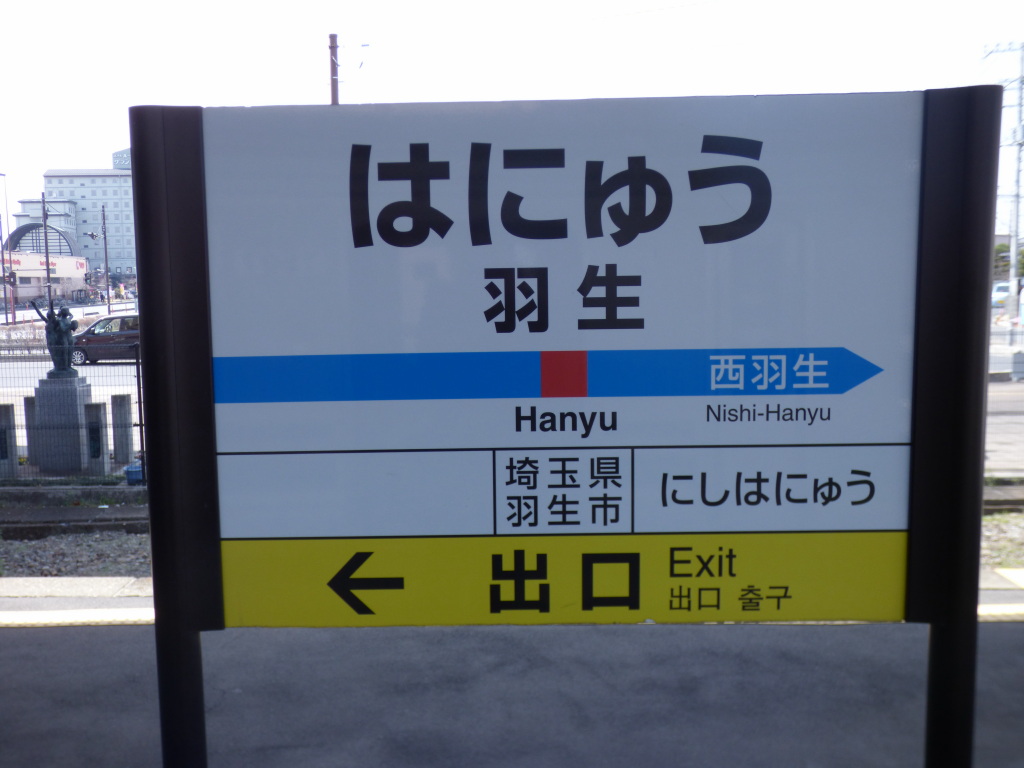 はにゅう
羽生
西羽生
Hanyu
Nishi-Hanyu
埼玉県
羽生市
にしはにゅう
← 出口 Exit
出口 출구